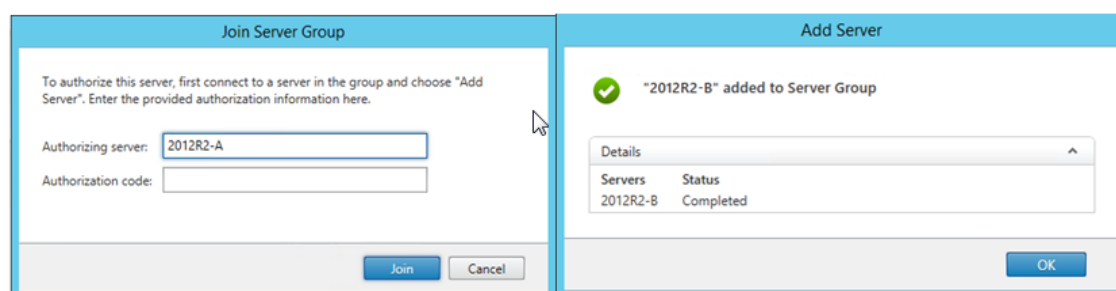 Join Server Group
To authorize this server, first connect to a server in the group and choose "Add
Server". Enter the provided authorization information here.
Authorizing server: 2012R2-A
Authorization code:
Join Cancel
Add Server
"2012R2-B" added to Server Group
Details
Servers Status
2012R2-B Completed
OK